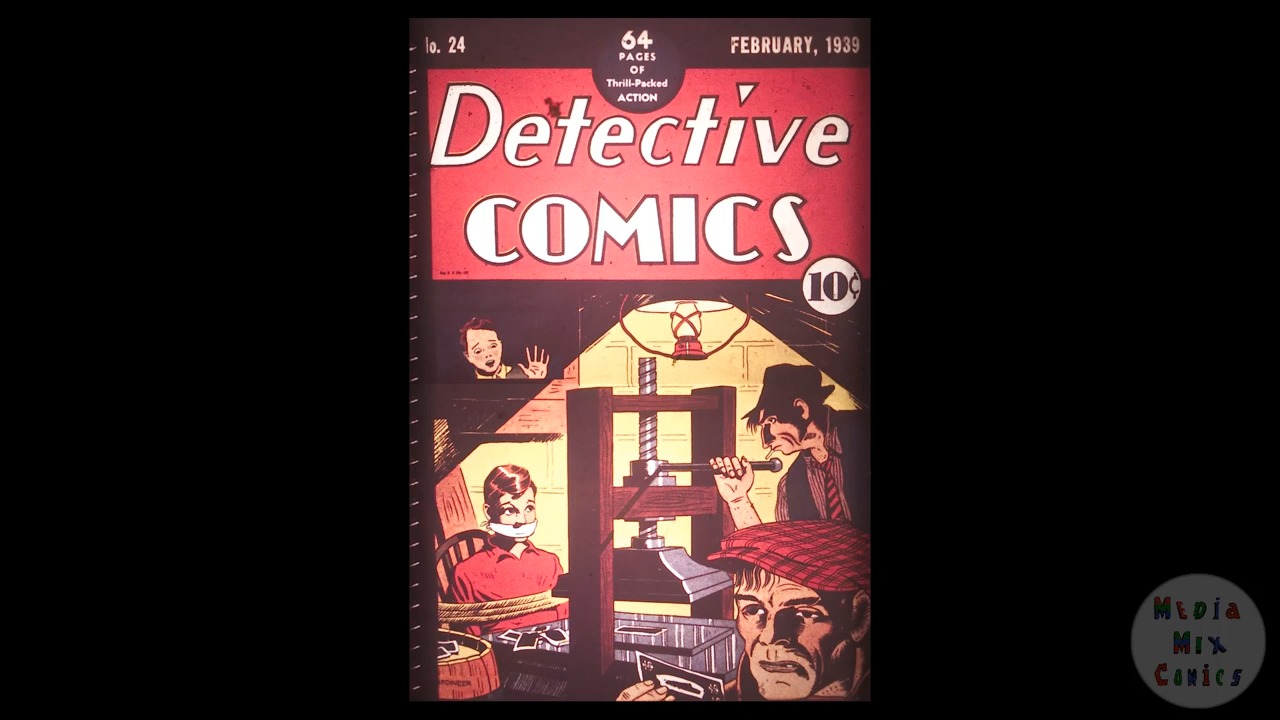 No. 24
64
PAGES
OF
Thrill-Packed
ACTION
FEBRUARY, 1939
Detective
COMICS
10¢
MEDIA
MIX
COMICS